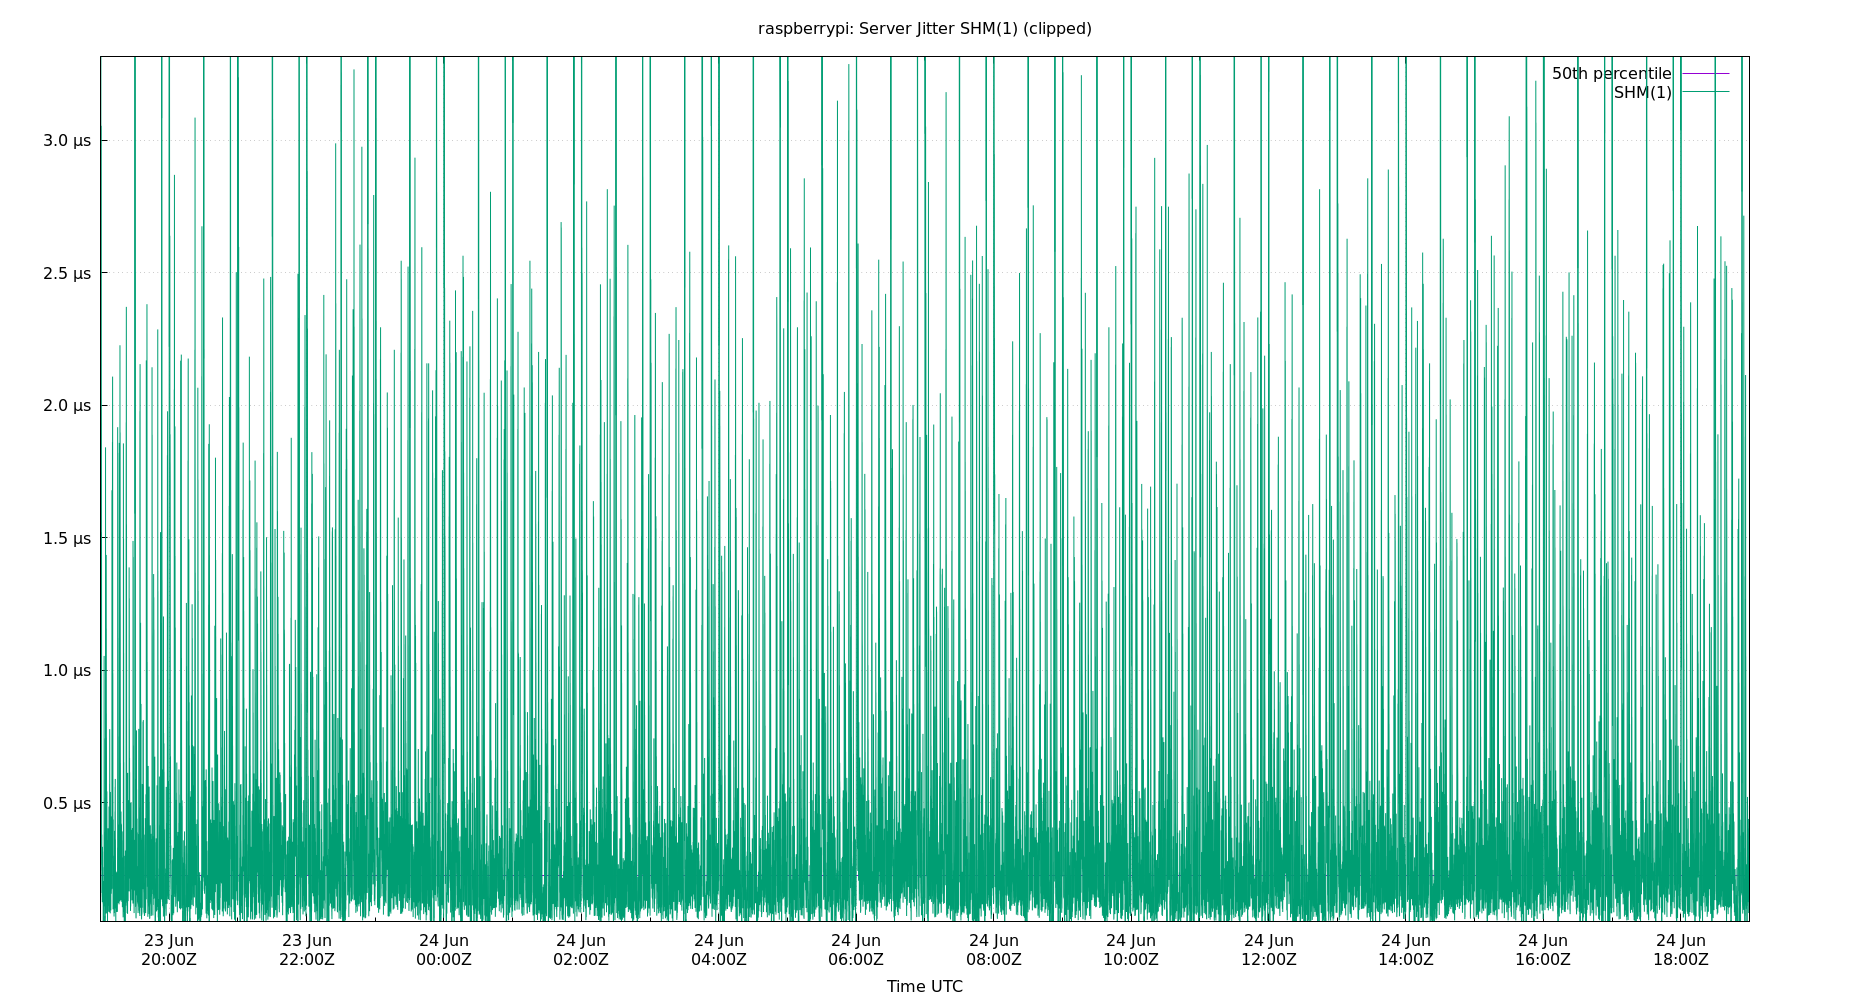 raspberrypi: Server Jitter SHM(1) (clipped)
50th percentile
SHM(1)
3.0 µs
2.5 µs
2.0 µs
1.5 µs
1.0 µs
0.5 µs
23 Jun 23 Jun 24 Jun 24 Jun 24 Jun 24 Jun 24 Jun 24 Jun 24 Jun 24 Jun 24 Jun 24 Jun
20:00Z 22:00Z 00:00Z 02:00Z 04:00Z 06:00Z 08:00Z 10:00Z 12:00Z 14:00Z 16:00Z 18:00Z
Time UTC